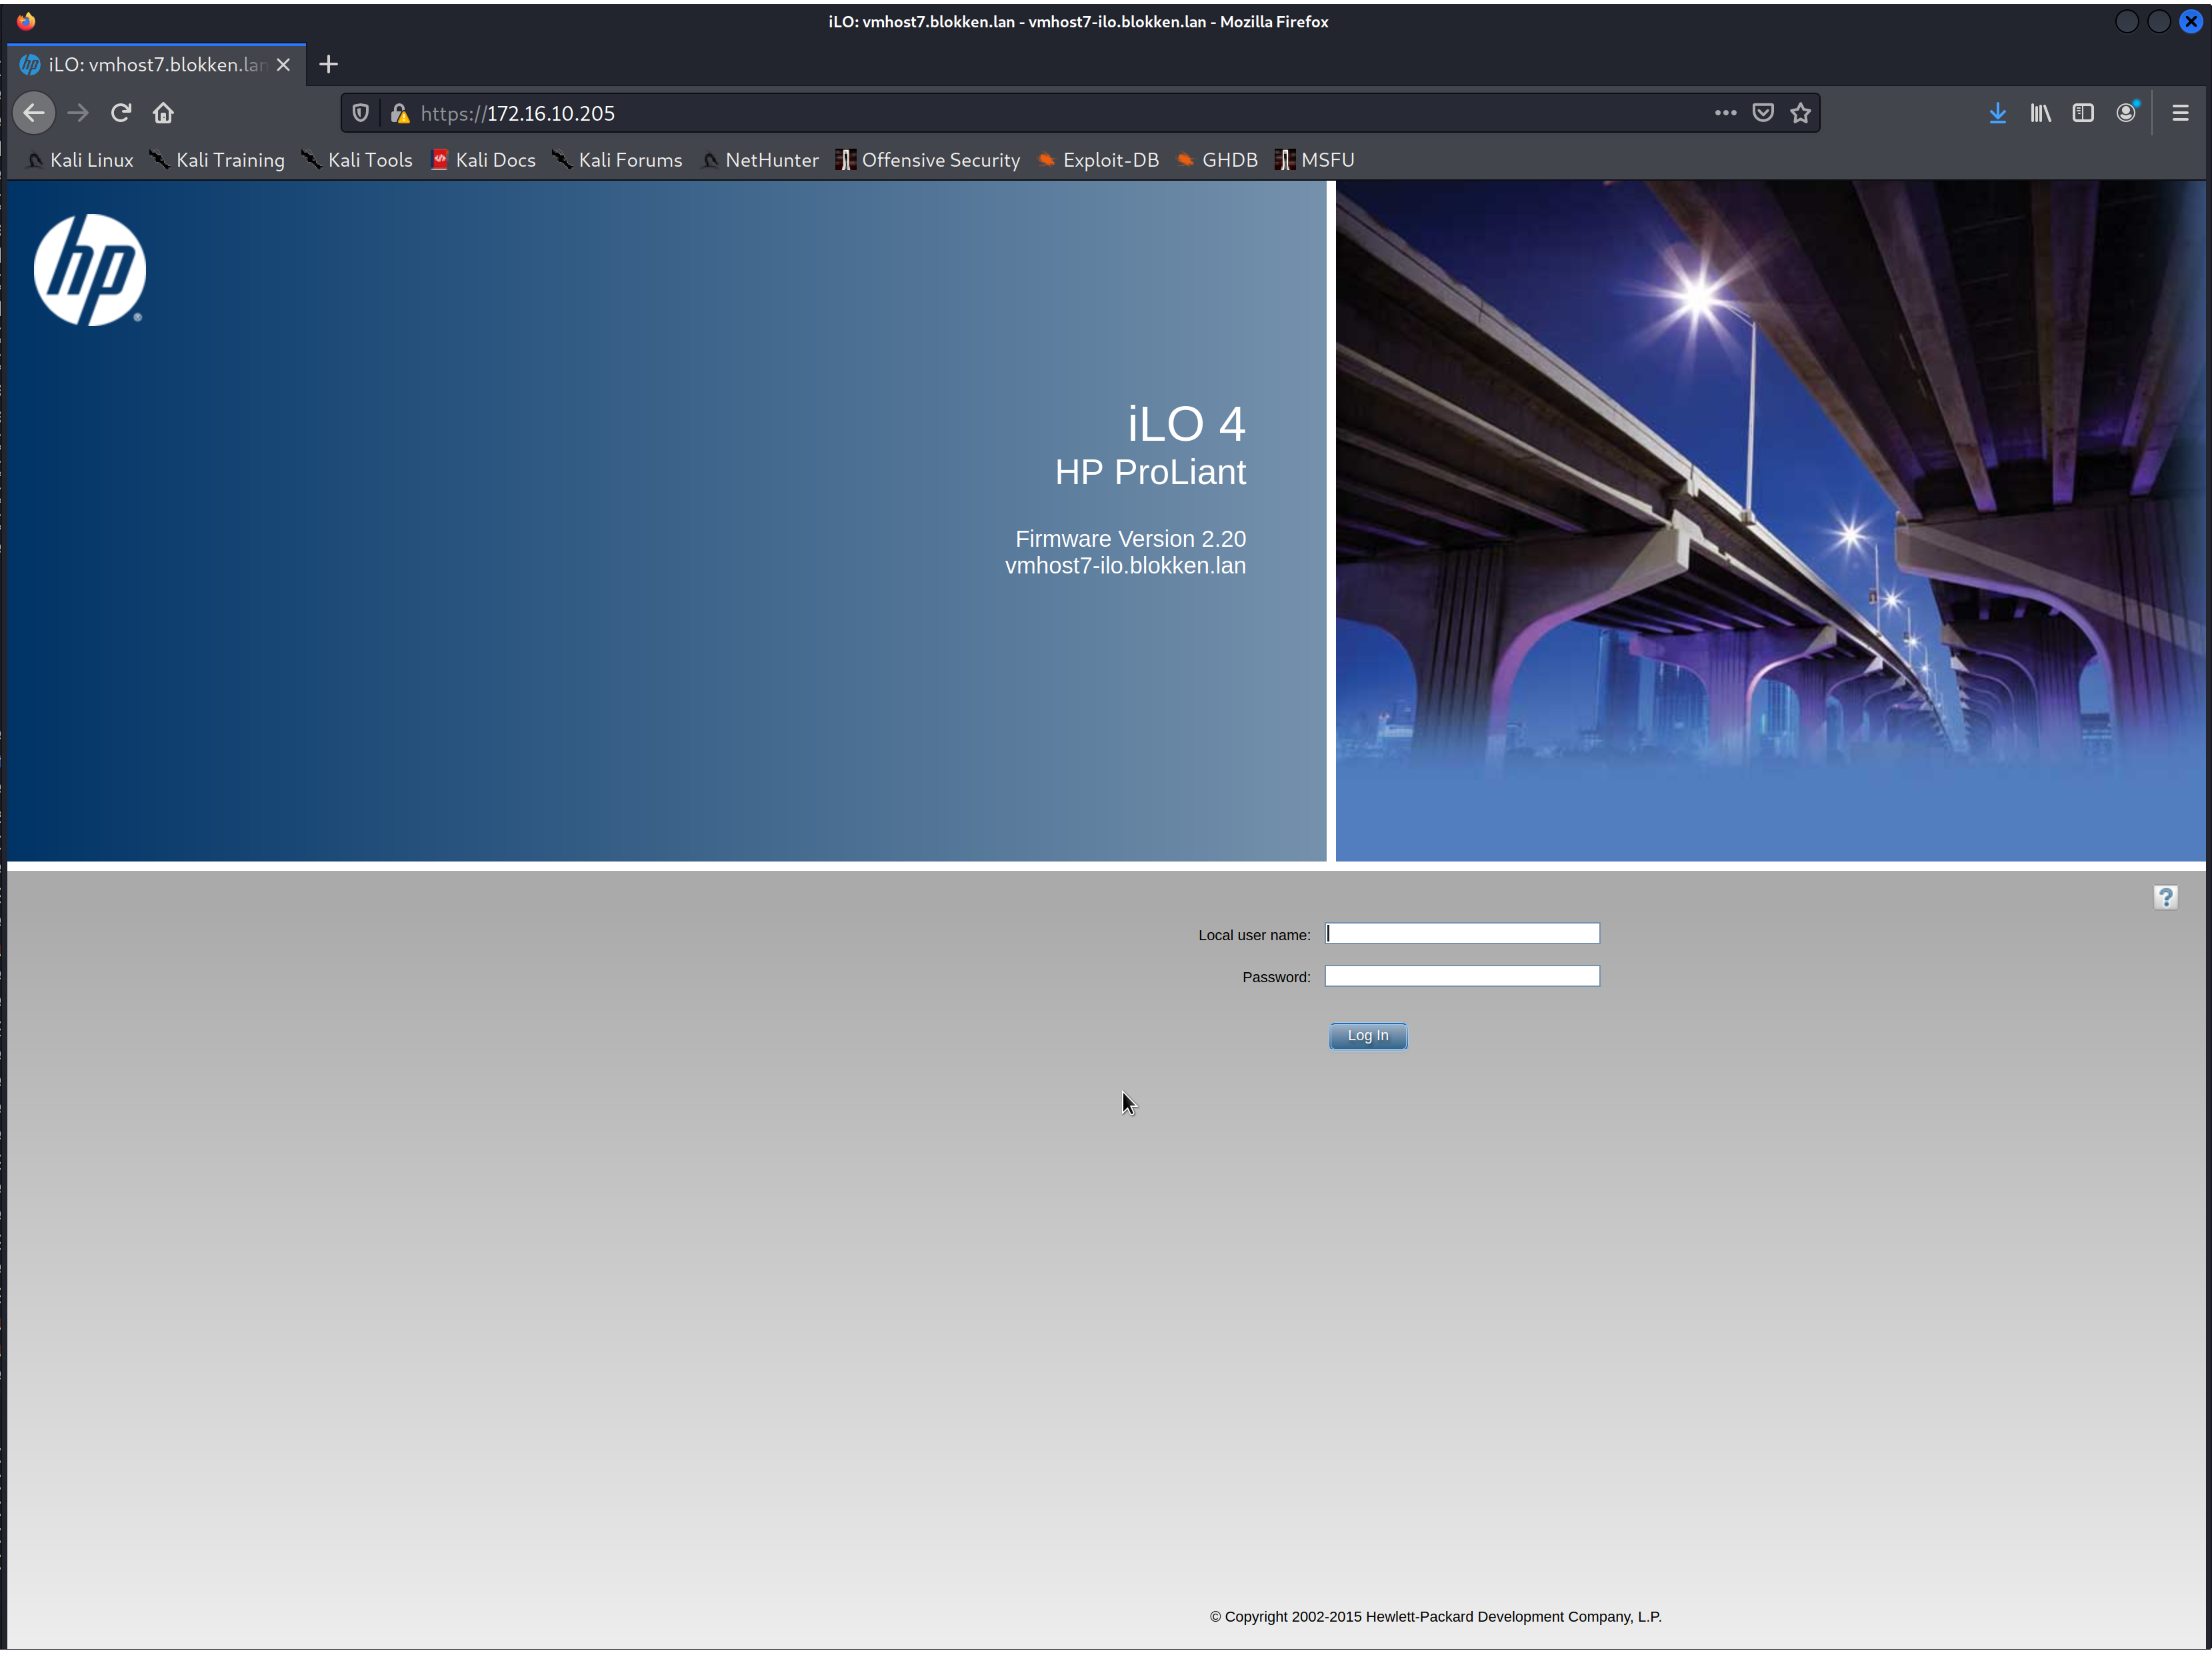 iLO: vmhost7.blokken.lan - vmhost7-ilo.blokken.lan - Mozilla Firefox
iLO: vmhost7.blokken.lan
https://172.16.10.205
Kali Linux Kali Training Kali Tools Kali Docs Kali Forums NetHunter Offensive Security Exploit-DB GHDB MSFU
hp
iLO 4
HP ProLiant
Firmware Version 2.20
vmhost7-ilo.blokken.lan
?
Local user name:
Password:
Log In
© Copyright 2002-2015 Hewlett-Packard Development Company, L.P.